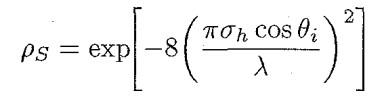 ρ_S = exp[−8(πσ_h cos θ_i / λ)^2]